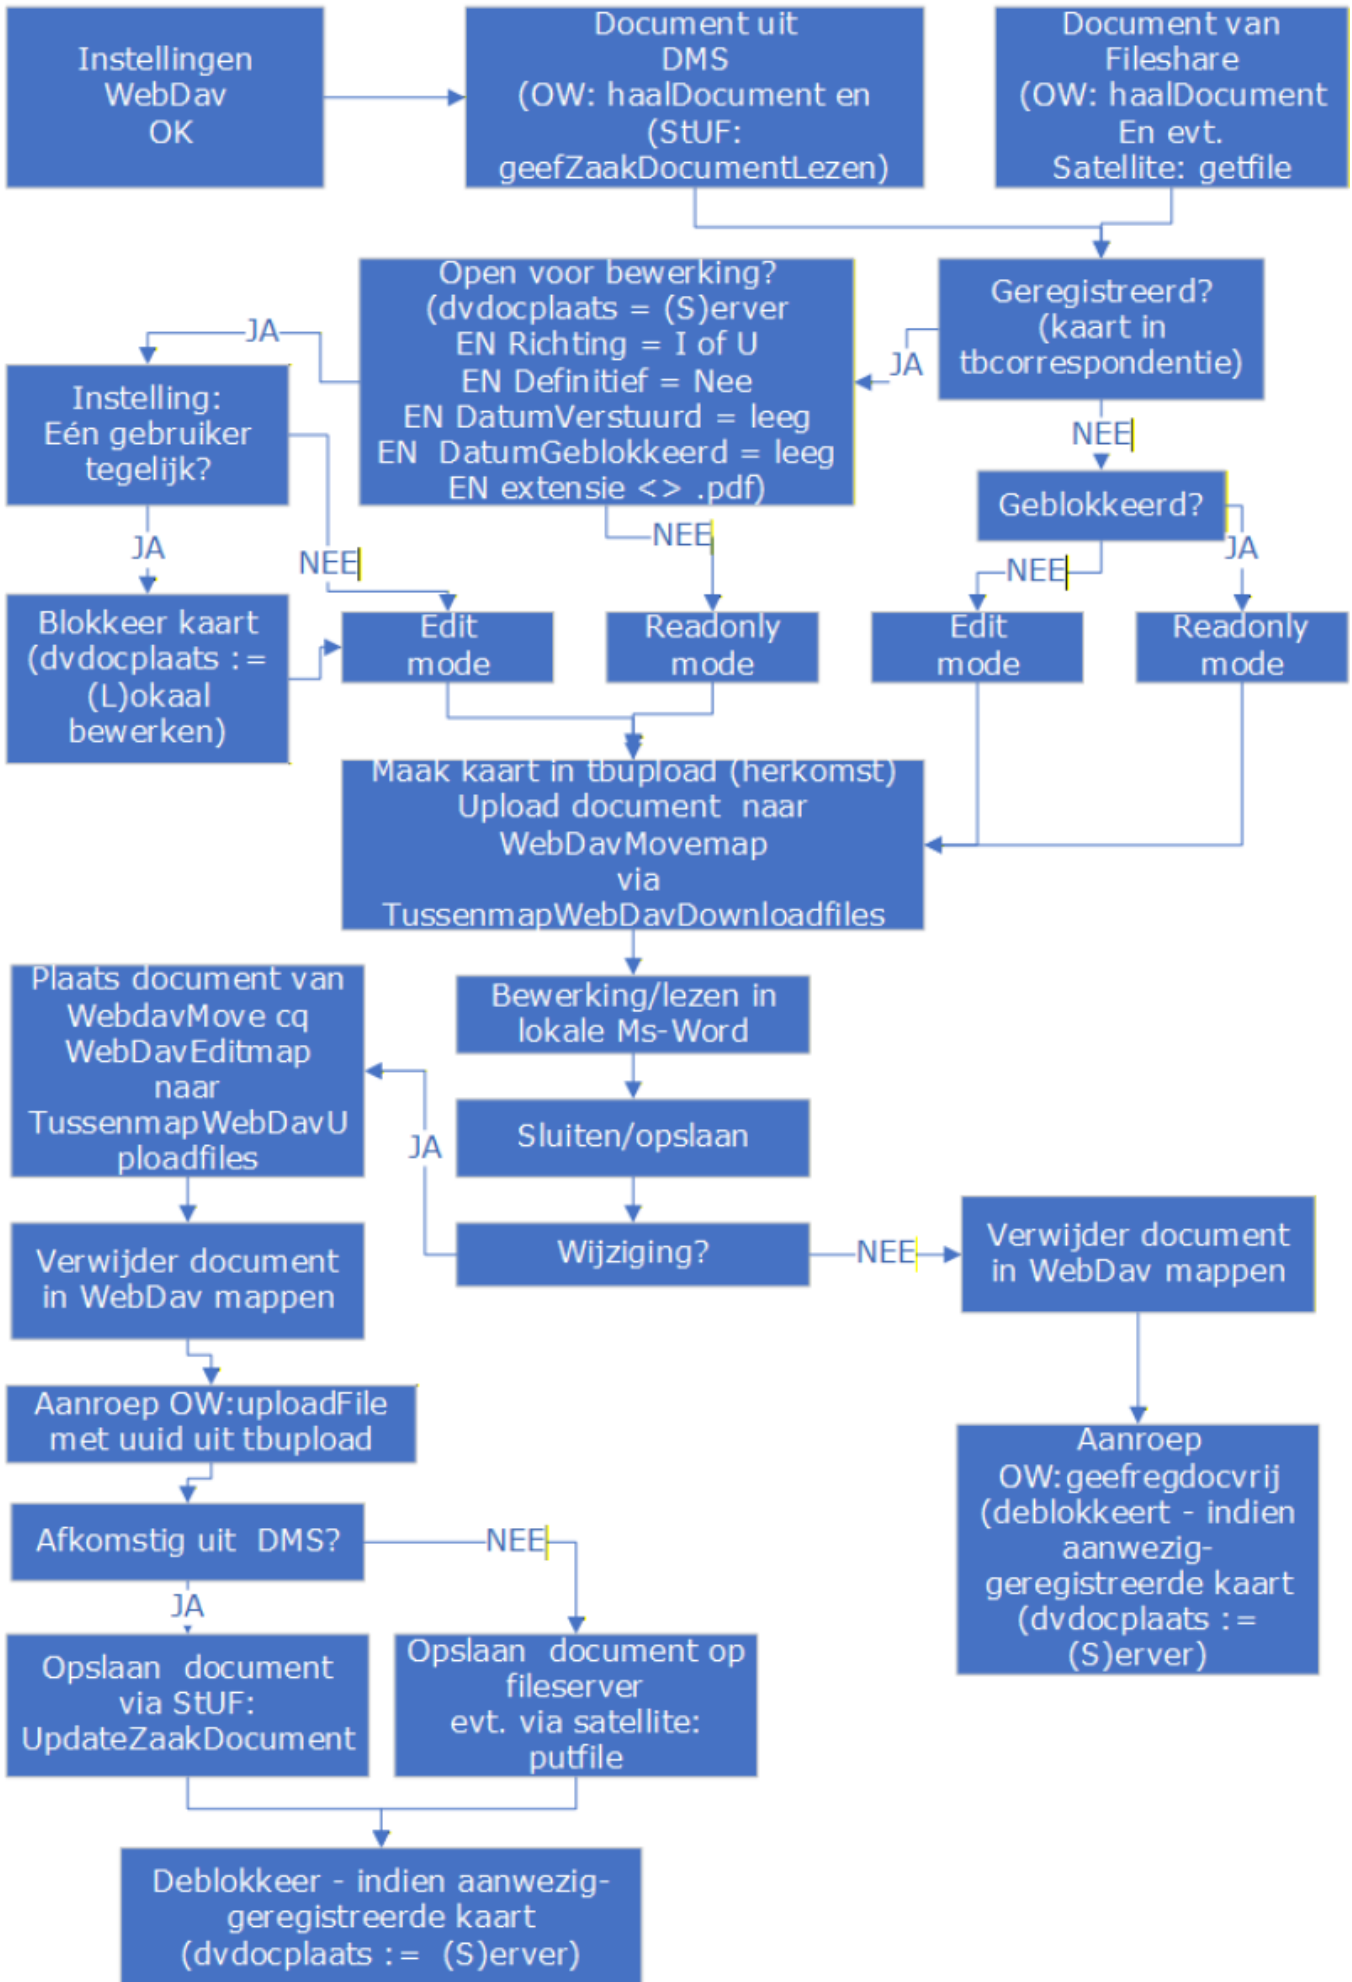 Instellingen
WebDav
OK
Document uit
DMS
(OW: haalDocument en
(StUF:
geefZaakDocumentLezen)
Document van
Fileshare
(OW: haalDocument
En evt.
Satellite: getfile
Geregistreerd?
(kaart in
tbcorrespondentie)
JA
NEE
Open voor bewerking?
(dvdocplaats = (S)erver
EN Richting = I of U
EN Definitief = Nee
EN DatumVerstuurd = leeg
EN DatumGeblokkeerd = leeg
EN extensie <> .pdf)
JA
NEE
Instelling:
Eén gebruiker
tegelijk?
JA
NEE
Geblokkeerd?
NEE
JA
Blokkeer kaart
(dvdocplaats :=
(L)okaal
bewerken)
Edit
mode
Readonly
mode
Edit
mode
Readonly
mode
Maak kaart in tbupload (herkomst)
Upload document naar
WebDavMovemap
via
TussenmapWebDavDownloadfiles
Bewerking/lezen in
lokale Ms-Word
Sluiten/opslaan
Wijziging?
JA
NEE
Plaats document van
WebdavMove cq
WebDavEditmap
naar
TussenmapWebDavU
ploadfiles
Verwijder document
in WebDav mappen
Aanroep OW:uploadFile
met uuid uit tbupload
Afkomstig uit DMS?
JA
NEE
Opslaan document
via StUF:
UpdateZaakDocument
Opslaan document op
fileserver
evt. via satellite:
putfile
Deblokkeer - indien aanwezig-
geregistreerde kaart
(dvdocplaats := (S)erver)
Verwijder document
in WebDav mappen
Aanroep
OW:geefregdocvrij
(deblokkeert - indien
aanwezig-
geregistreerde kaart
(dvdocplaats :=
(S)erver)